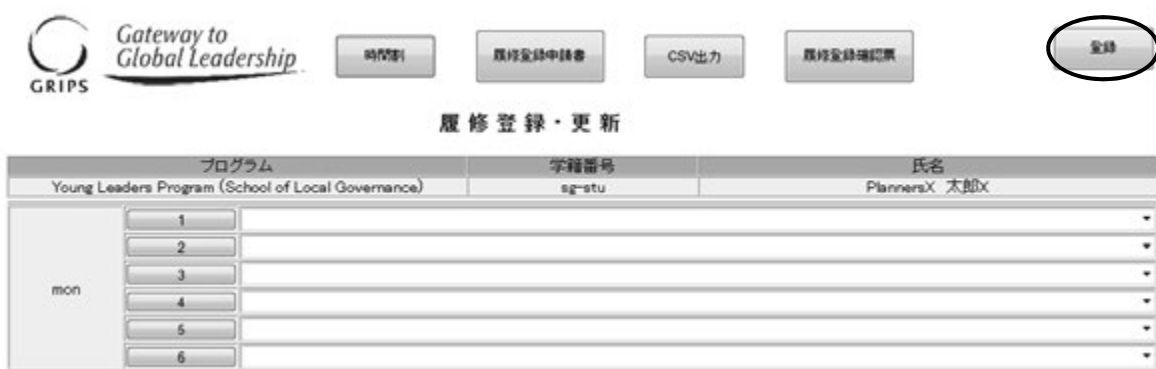 Gateway to
Global Leadership
GRIPS
時間割
履修登録申請書
CSV出力
履修登録確認票
登録
履修登録・更新
プログラム 学籍番号 氏名
Young Leaders Program (School of Local Governance) sg-stu PlannersX 太郎X
mon
1
2
3
4
5
6